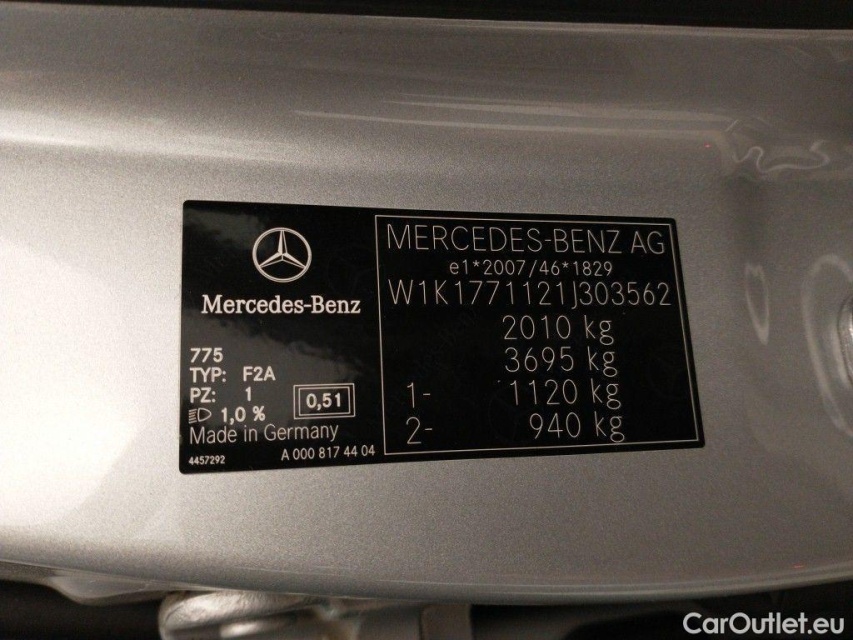 Mercedes-Benz
775
TYP: F2A
PZ: 1
1,0 %
0,51
Made in Germany
4457292
A 000 817 44 04
MERCEDES-BENZ AG
e1*2007/46*1829
W1K1771121J303562
2010 kg
3695 kg
1- 1120 kg
2- 940 kg
CarOutlet.eu